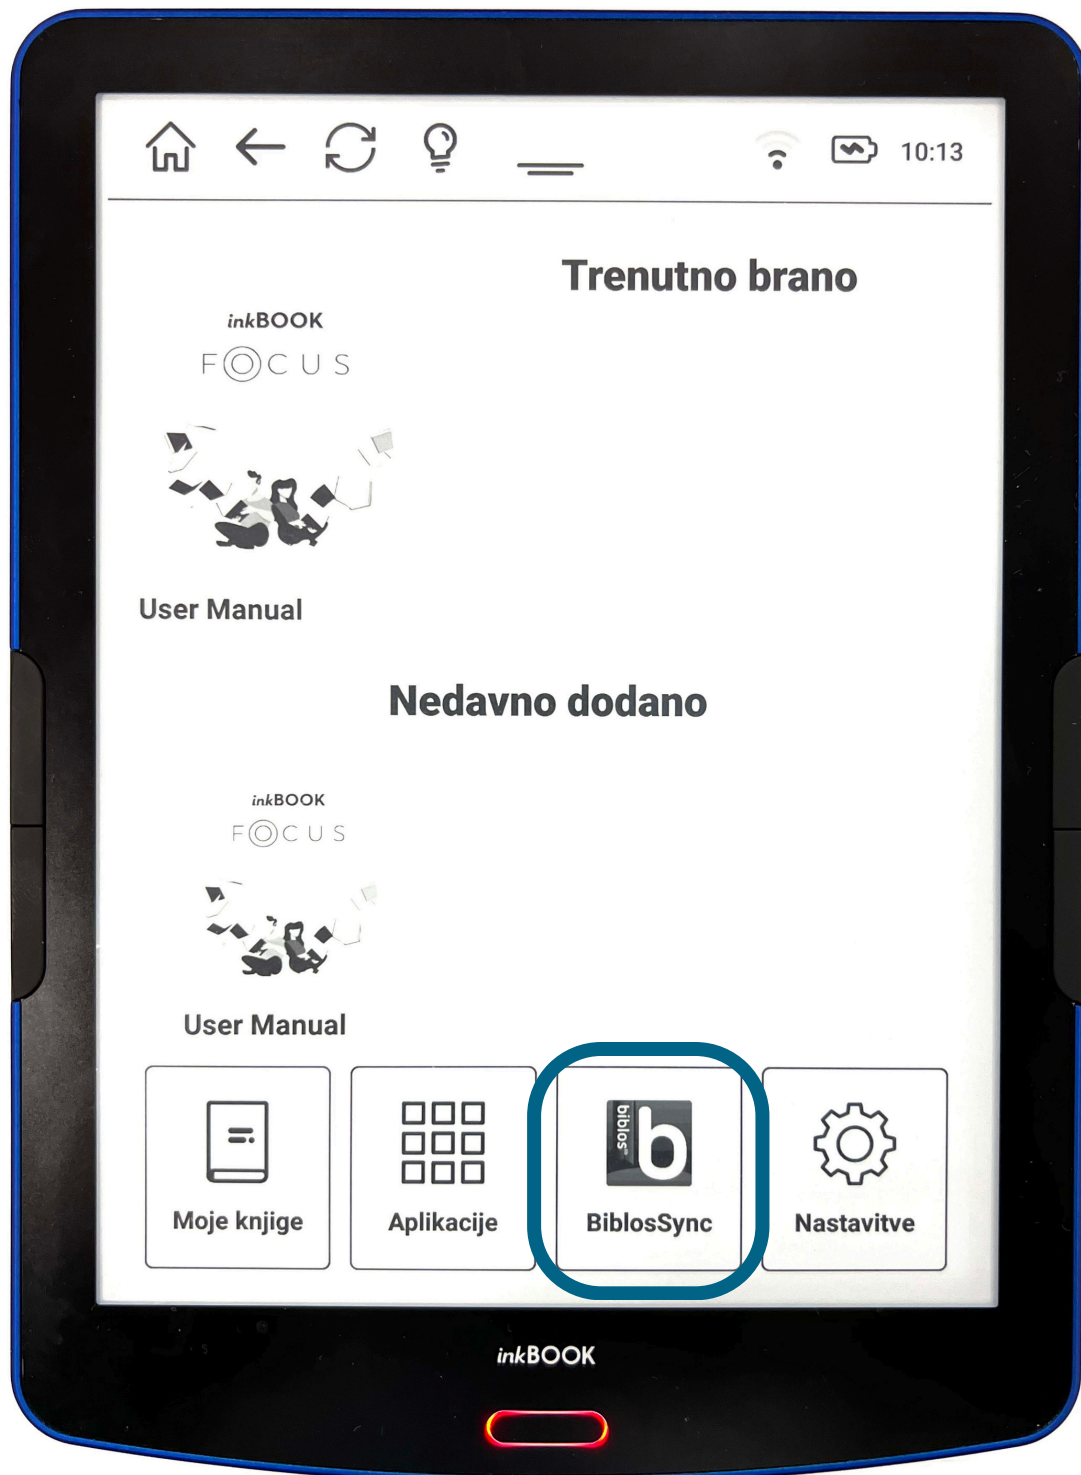 10:13
Trenutno brano
inkBOOK
FOCUS
User Manual
Nedavno dodano
inkBOOK
FOCUS
User Manual
biblos
b
Moje knjige
Aplikacije
BiblosSync
Nastavitve
inkBOOK